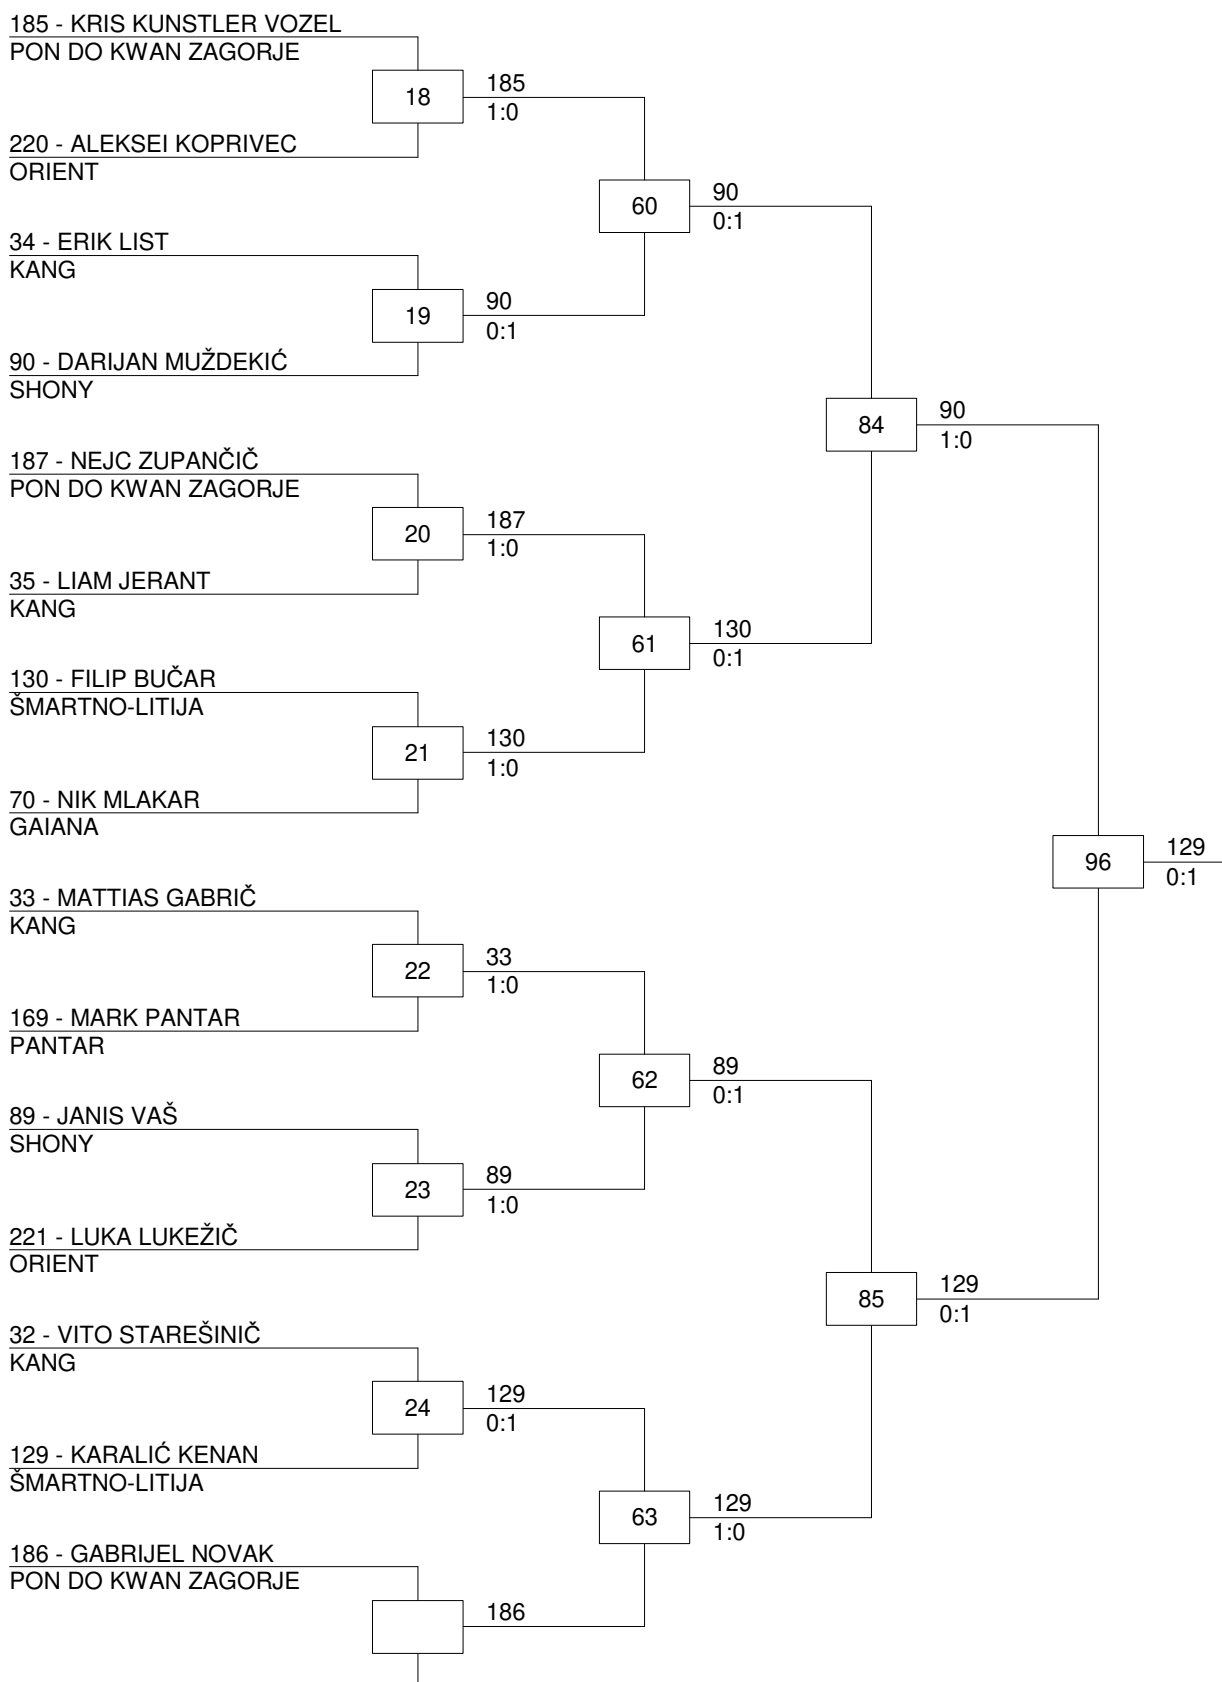 185 - KRIS KUNSTLER VOZEL
PON DO KWAN ZAGORJE
18
185
1:0
220 - ALEKSEI KOPRIVEC
ORIENT
60
90
0:1
34 - ERIK LIST
KANG
19
90
0:1
90 - DARIJAN MUŽDEKIĆ
SHONY
84
90
1:0
187 - NEJC ZUPANČIČ
PON DO KWAN ZAGORJE
20
187
1:0
35 - LIAM JERANT
KANG
61
130
0:1
130 - FILIP BUČAR
ŠMARTNO-LITIJA
21
130
1:0
70 - NIK MLAKAR
GAIANA
96
129
0:1
33 - MATTIAS GABRIČ
KANG
22
33
1:0
169 - MARK PANTAR
PANTAR
62
89
0:1
89 - JANIS VAŠ
SHONY
23
89
1:0
221 - LUKA LUKEŽIČ
ORIENT
85
129
0:1
32 - VITO STAREŠINIČ
KANG
24
129
0:1
129 - KARALIĆ KENAN
ŠMARTNO-LITIJA
63
129
1:0
186 - GABRIJEL NOVAK
PON DO KWAN ZAGORJE
186